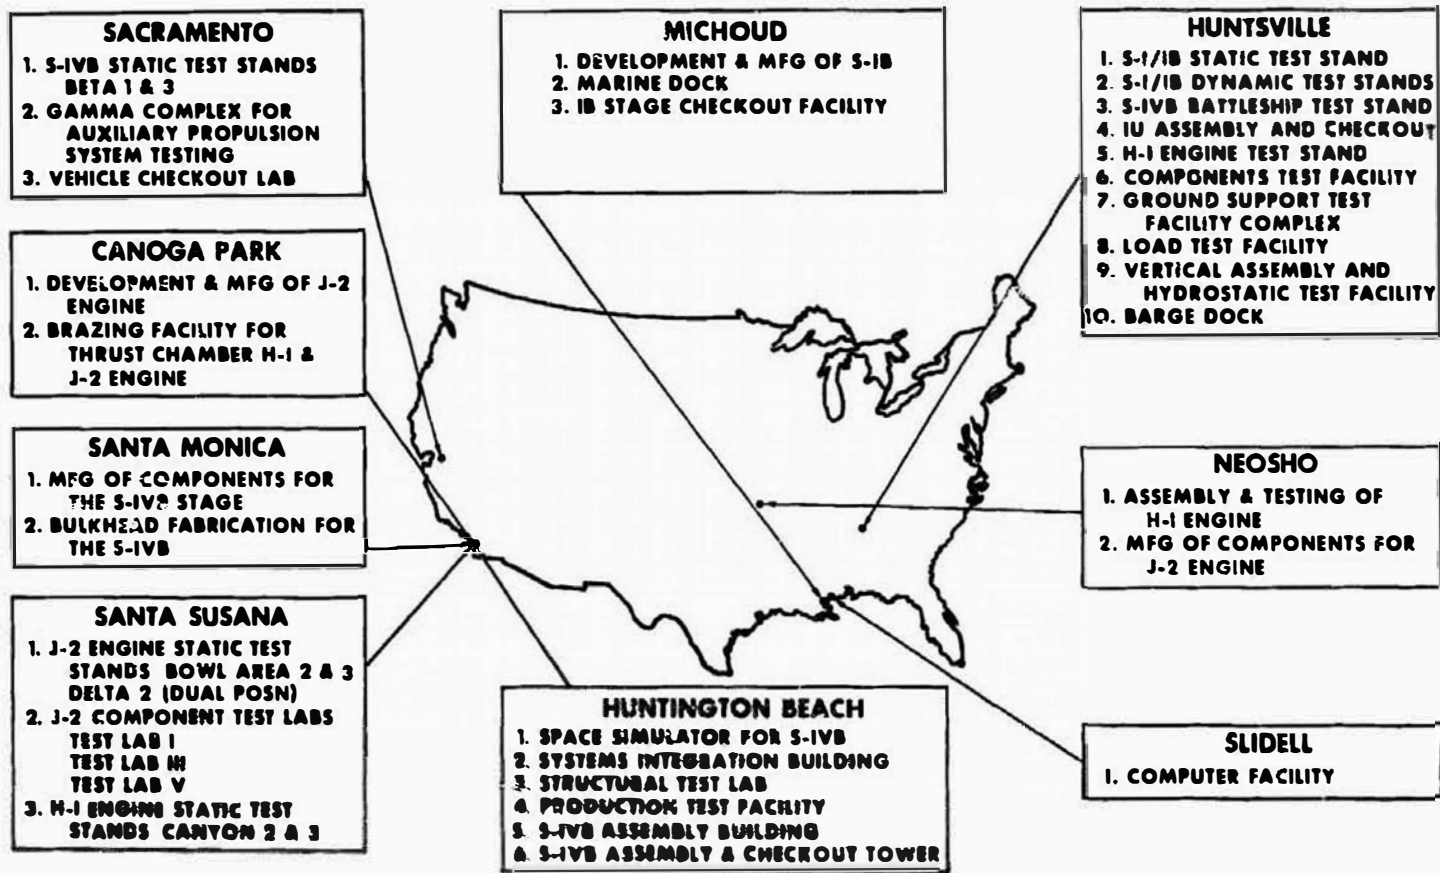 SACRAMENTO
1. S-IVB STATIC TEST STANDS
BETA 1 & 3
2. GAMMA COMPLEX FOR
AUXILIARY PROPULSION
SYSTEM TESTING
3. VEHICLE CHECKOUT LAB
CANOGA PARK
1. DEVELOPMENT & MFG OF J-2
ENGINE
2. BRAZING FACILITY FOR
THRUST CHAMBER H-I &
J-2 ENGINE
SANTA MONICA
1. MFG OF COMPONENTS FOR
THE S-IVB STAGE
2. BULKHEAD FABRICATION FOR
THE S-IVB
SANTA SUSANA
1. J-2 ENGINE STATIC TEST
STANDS BOWL AREA 2 & 3
DELTA 2 (DUAL POSN)
2. J-2 COMPONENT TEST LABS
TEST LAB I
TEST LAB III
TEST LAB V
3. H-I ENGINE STATIC TEST
STANDS CANYON 2 & 3
MICHOUD
1. DEVELOPMENT & MFG OF S-IB
2. MARINE DOCK
3. IB STAGE CHECKOUT FACILITY
HUNTINGTON BEACH
1. SPACE SIMULATOR FOR S-IVB
2. SYSTEMS INTEGRATION BUILDING
3. STRUCTURAL TEST LAB
4. PRODUCTION TEST FACILITY
5. S-IVB ASSEMBLY BUILDING
6. S-IVB ASSEMBLY & CHECKOUT TOWER
HUNTSVILLE
1. S-I/IB STATIC TEST STAND
2. S-I/IB DYNAMIC TEST STANDS
3. S-IVB BATTLESHIP TEST STAND
4. IU ASSEMBLY AND CHECKOUT
5. H-I ENGINE TEST STAND
6. COMPONENTS TEST FACILITY
7. GROUND SUPPORT TEST
FACILITY COMPLEX
8. LOAD TEST FACILITY
9. VERTICAL ASSEMBLY AND
HYDROSTATIC TEST FACILITY
10. BARGE DOCK
NEOSHO
1. ASSEMBLY & TESTING OF
H-I ENGINE
2. MFG OF COMPONENTS FOR
J-2 ENGINE
SLIDELL
1. COMPUTER FACILITY